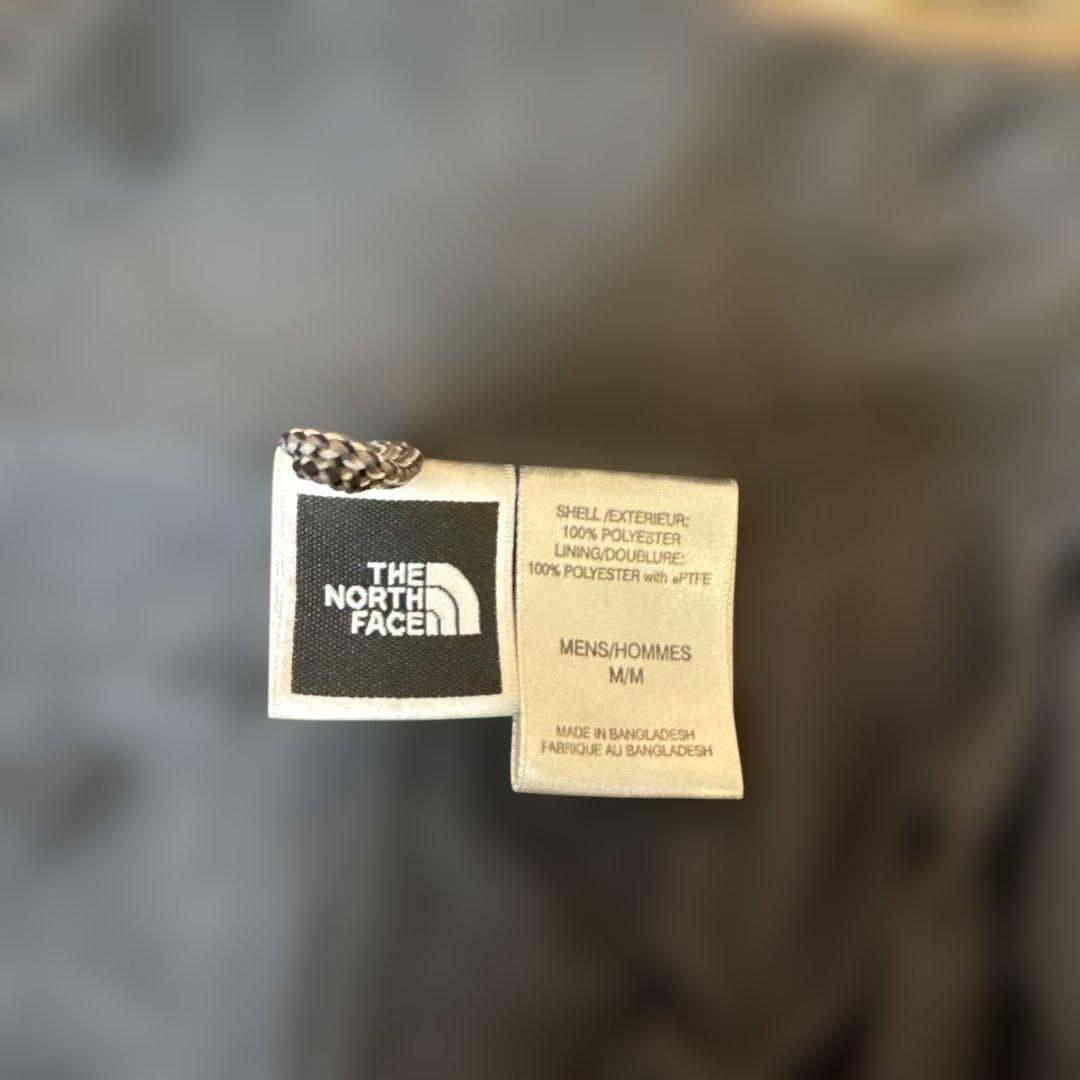 THE
NORTH
FACE
SHELL/EXTERIEUR:
100% POLYESTER
LINING/DOUBLURE:
100% POLYESTER with ePTFE
MENS/HOMMES
M/M
MADE IN BANGLADESH
FABRIQUE AU BANGLADESH